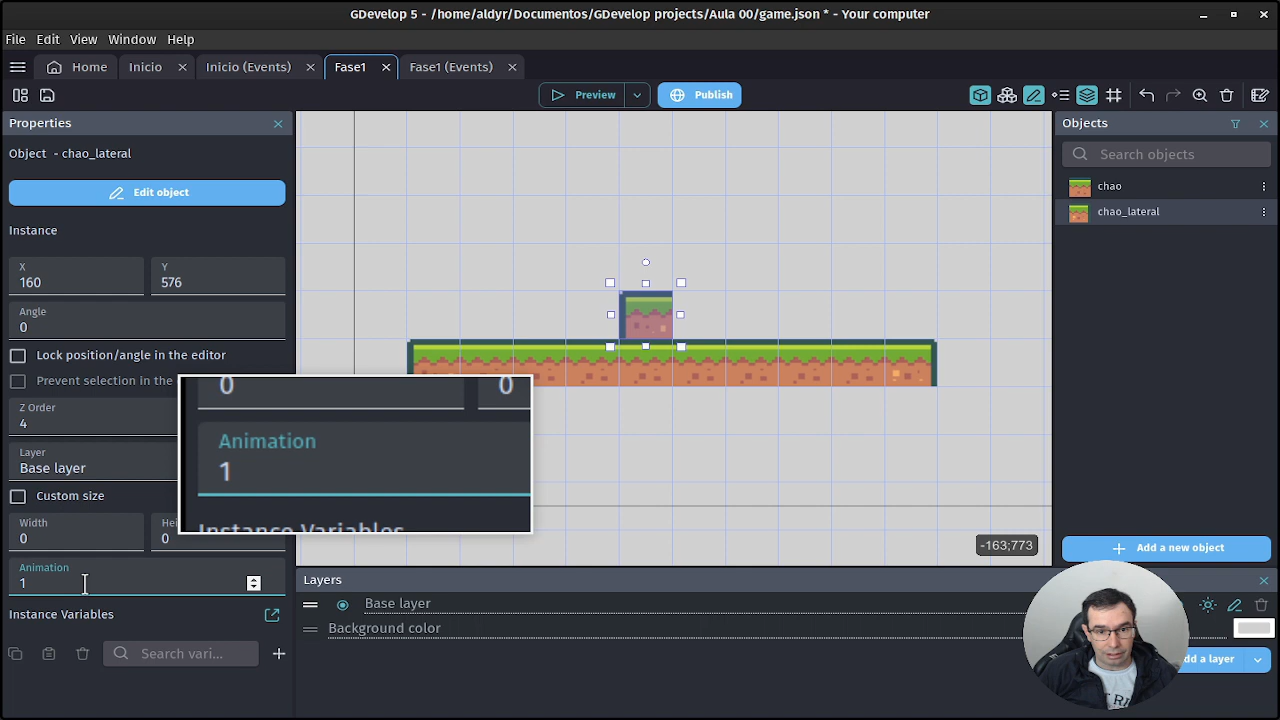 GDevelop 5 - /home/aldyr/Documentos/GDevelop projects/Aula 00/game.json * - Your computer
File Edit View Window Help
Home Inicio Inicio (Events) Fase1 Fase1 (Events)
Preview Publish
Properties
Object - chao_lateral
Edit object
Instance
X
160
Y
576
Angle
0
Lock position/angle in the editor
Prevent selection in the
Z Order
4
Layer
Base layer
Custom size
Width
0
0
Animation
1
Instance Variables
Search vari...
0 0
Animation
1
Instance Variables
-163;773
Layers
Base layer
Background color
Objects
Search objects
chao
chao_lateral
Add a new object
a layer